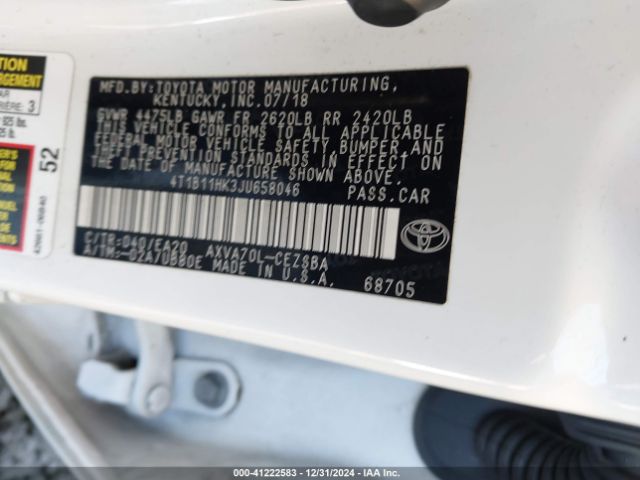 MFD.BY:TOYOTA MOTOR MANUFACTURING,
KENTUCKY, INC. 07/18
GVWR 4475LB GAWR FR 2620LB RR 2420LB
THIS VEHICLE CONFORMS TO ALL APPLICABLE
FEDERAL MOTOR VEHICLE SAFETY, BUMPER, AND
THEFT PREVENTION STANDARDS IN EFFECT ON
THE DATE OF MANUFACTURE SHOWN ABOVE.
4T1B11HK3JU658046 PASS.CAR
C/TR: 040/EA20 AXVA70L-CEZSBA
A/TM: MADE IN U.S.A. 68705
TOYOTA
52
3
000-41222583 - 12/31/2024 - IAA Inc.